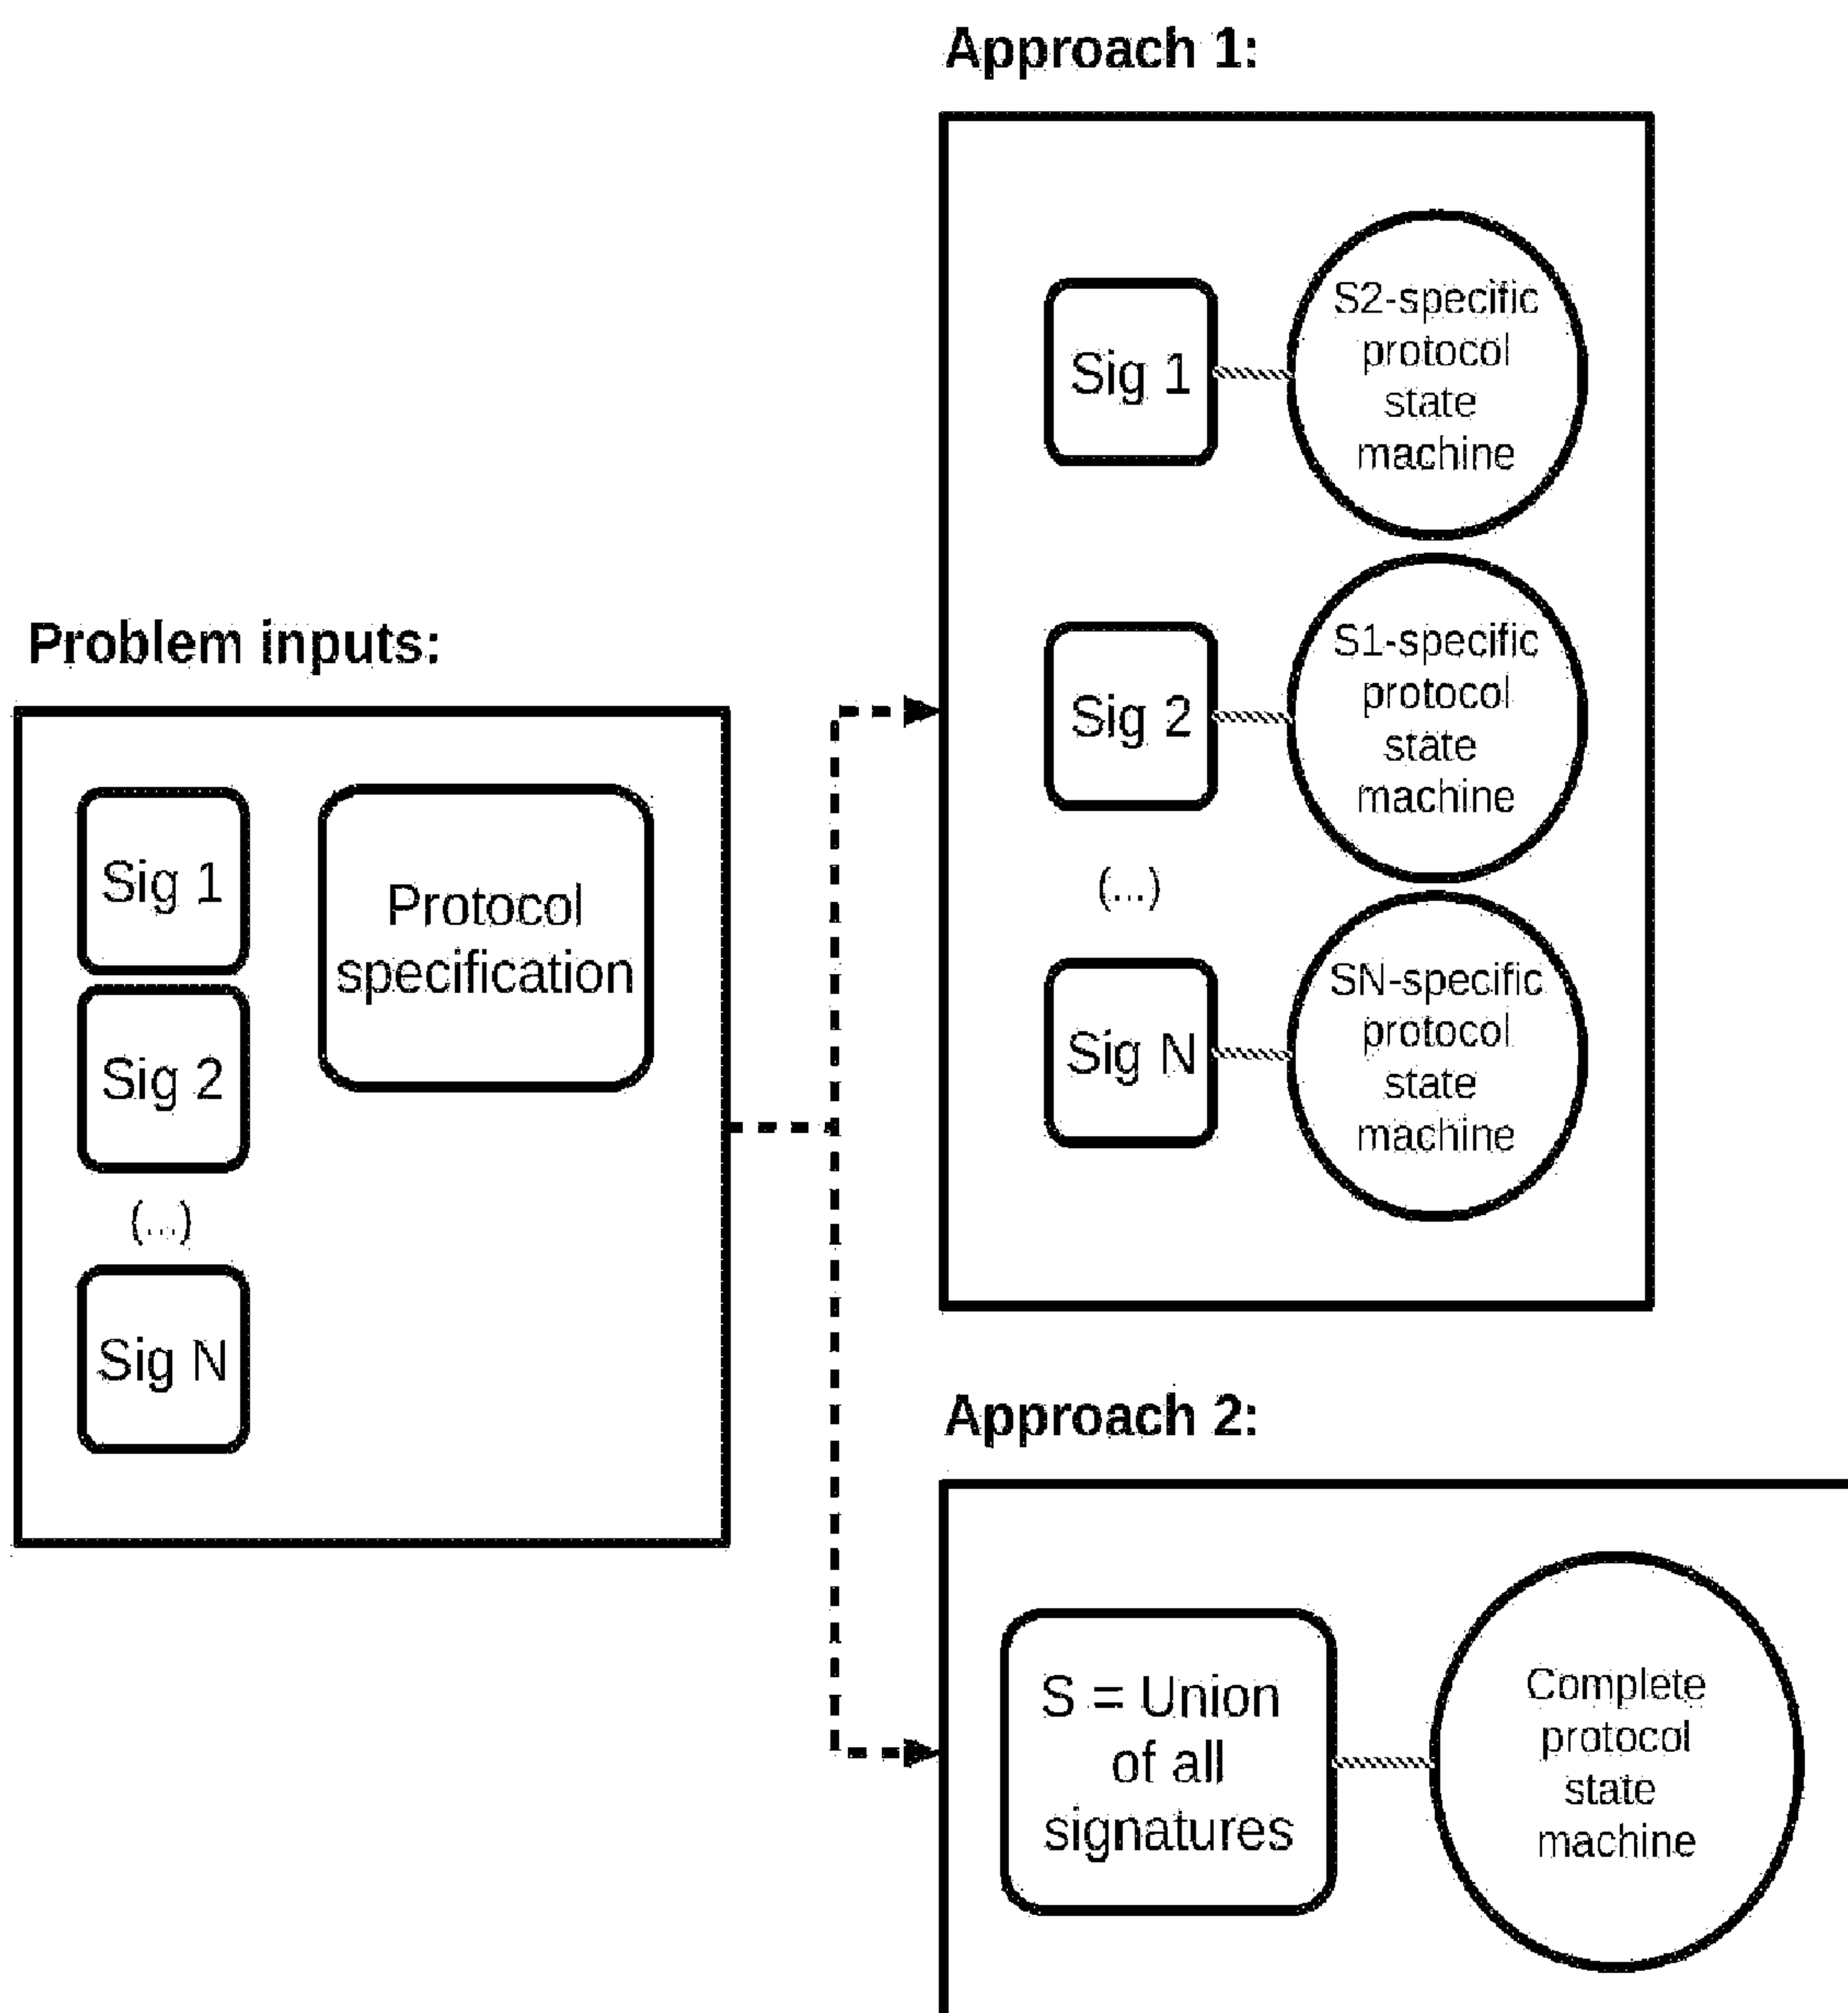 Approach 1:
Sig 1
S2-specific
protocol
state
machine
Sig 2
S1-specific
protocol
state
machine
(...)
Sig N
SN-specific
protocol
state
machine
Problem inputs:
Sig 1
Sig 2
(...)
Sig N
Protocol
specification
Approach 2:
S = Union
of all
signatures
Complete
protocol
state
machine